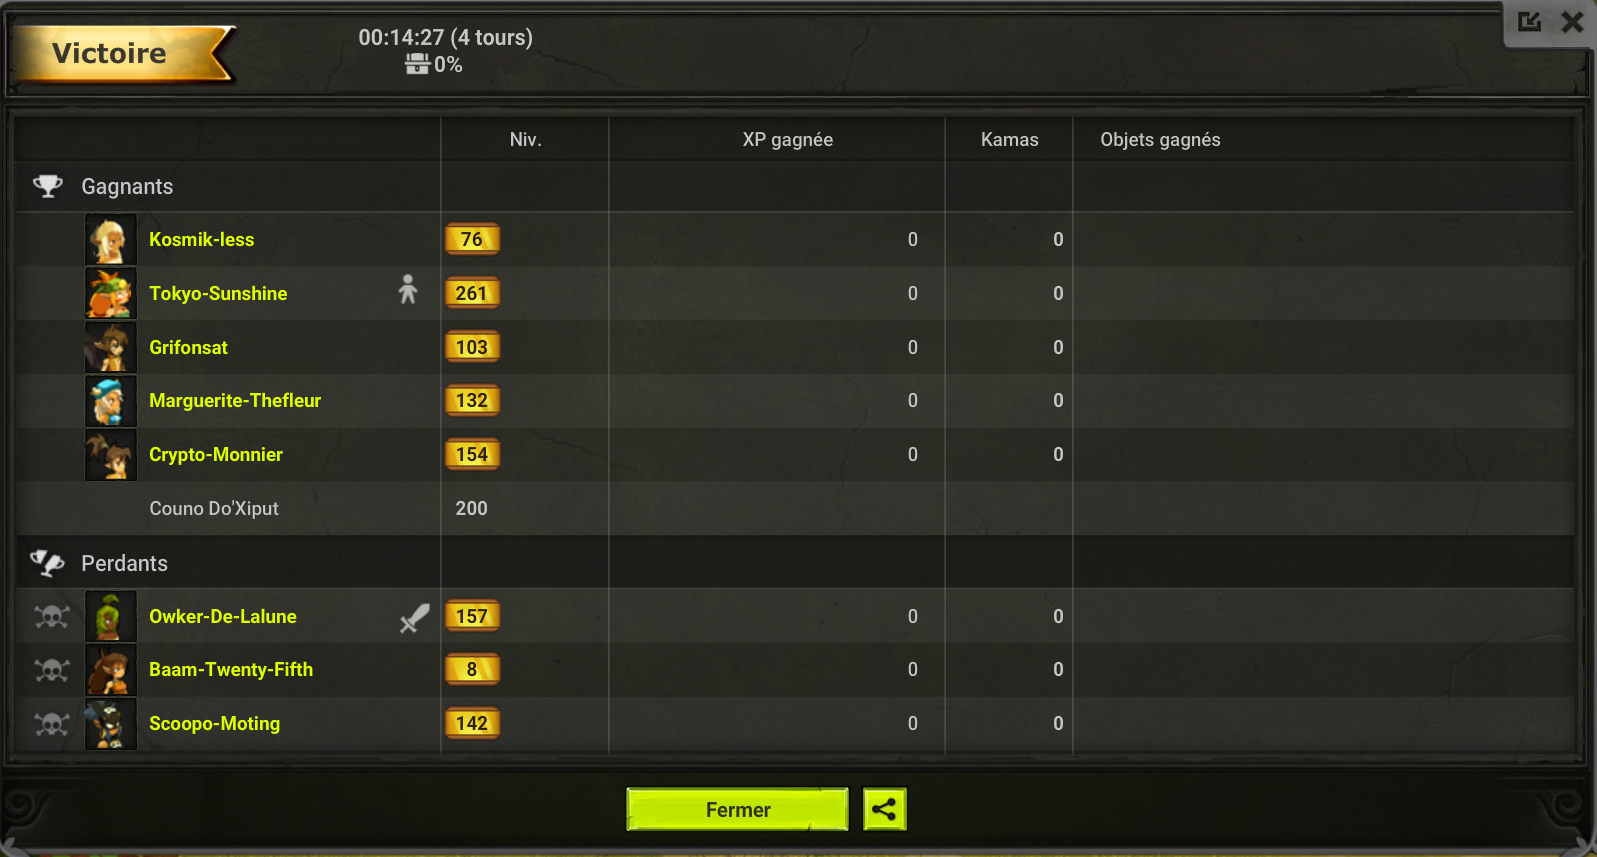 Victoire
00:14:27 (4 tours)
0%
Niv. XP gagnée Kamas Objets gagnés
Gagnants
Kosmik-less 76 0 0
Tokyo-Sunshine 261 0 0
Grifonsat 103 0 0
Marguerite-Thefleur 132 0 0
Crypto-Monnier 154 0 0
Couno Do'Xiput 200
Perdants
Owker-De-Lalune 157 0 0
Baam-Twenty-Fifth 8 0 0
Scoopo-Moting 142 0 0
Fermer